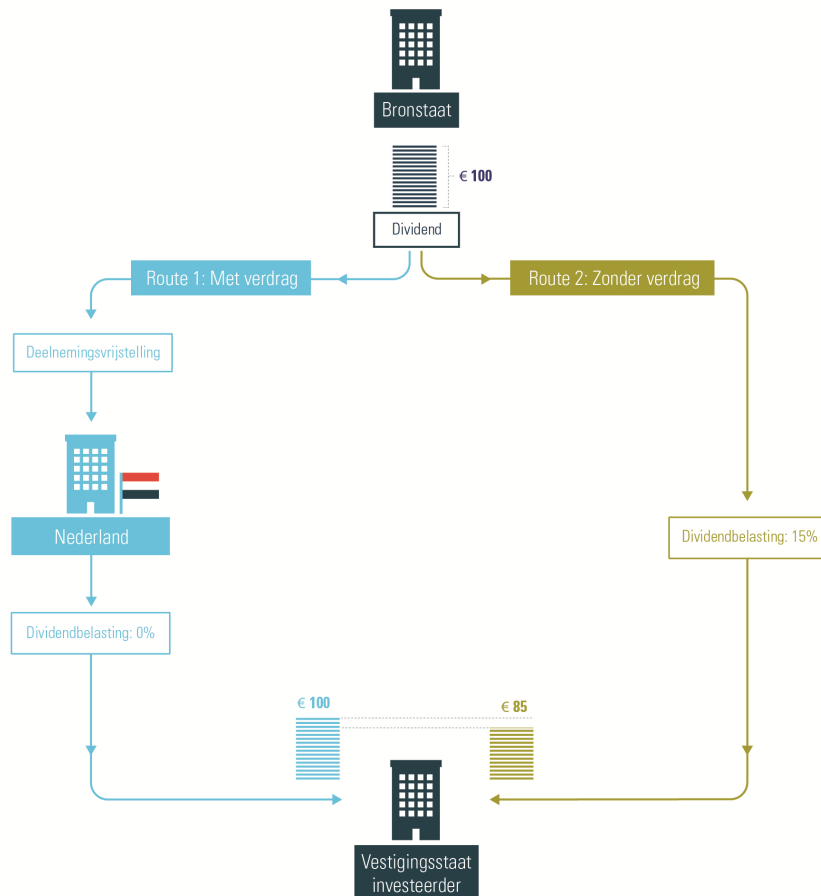 Bronstaat
€ 100
Dividend
Route 1: Met verdrag
Route 2: Zonder verdrag
Deelnemingsvrijstelling
Nederland
Dividendbelasting: 15%
Dividendbelasting: 0%
€ 100
€ 85
Vestigingsstaat
investeerder